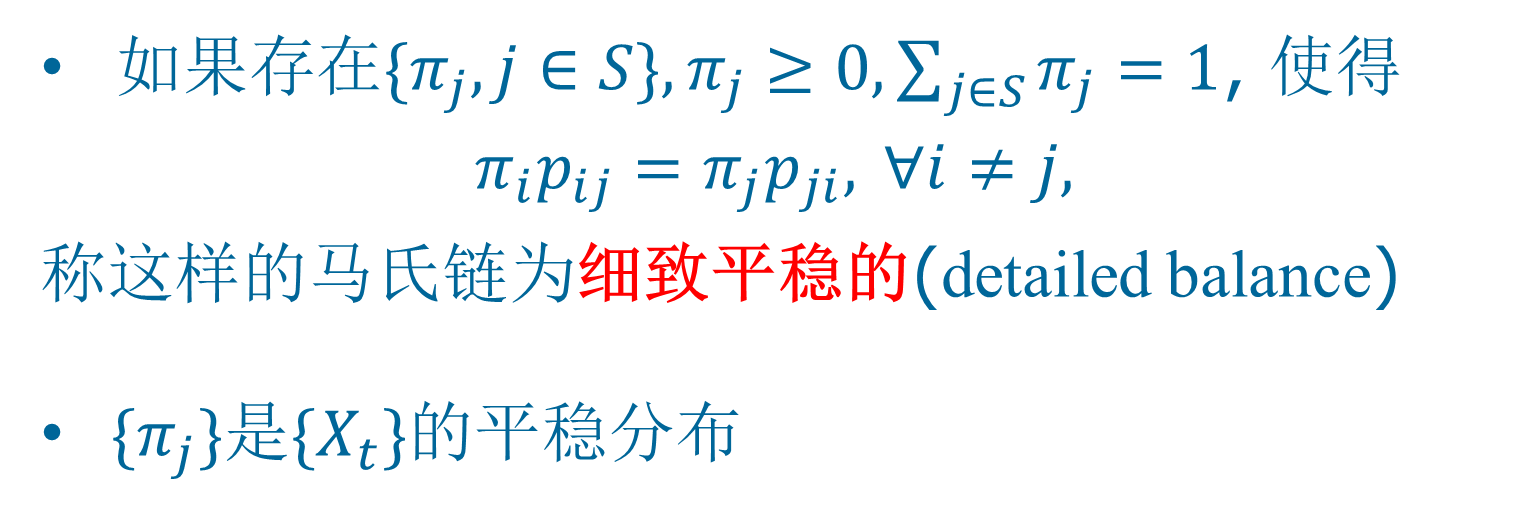 • 如果存在{π_j, j ∈ S}, π_j ≥ 0, ∑_{j∈S} π_j = 1, 使得
π_i p_{ij} = π_j p_{ji}, ∀i ≠ j,
称这样的马氏链为细致平稳的(detailed balance)
• {π_j}是{X_t}的平稳分布